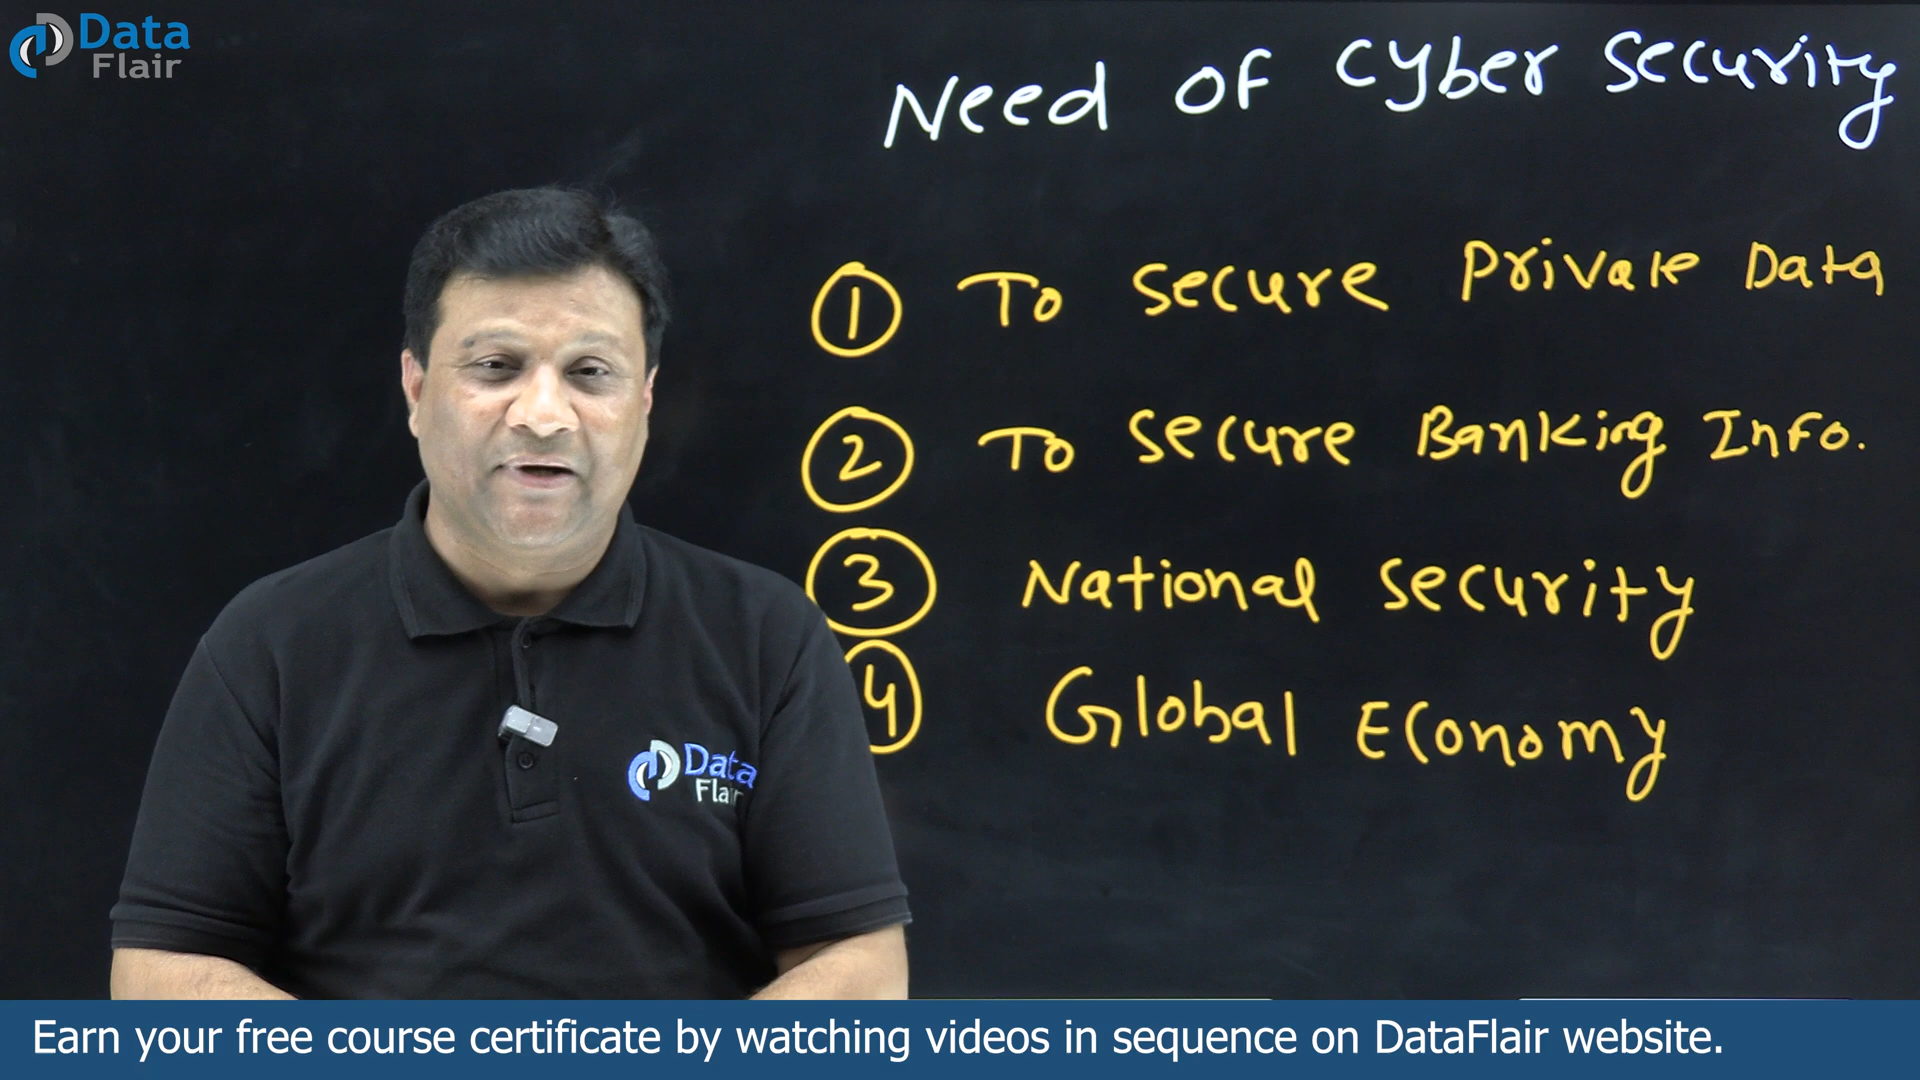 Data
Flair
Need OF Cyber Security
1 To Secure Private Data
2 To Secure Banking Info.
3 National Security
4 Global Economy
Data
Flair
Earn your free course certificate by watching videos in sequence on DataFlair website.